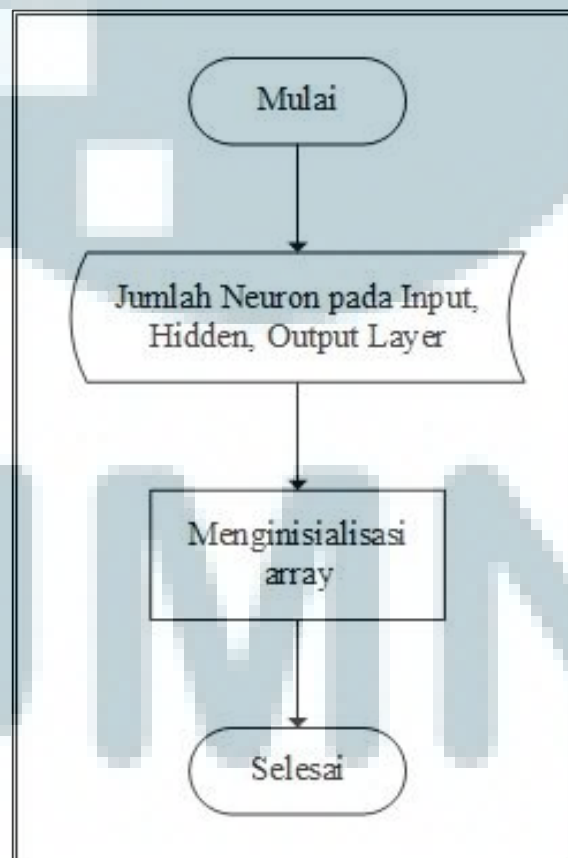 Mulai
Jumlah Neuron pada Input,
Hidden, Output Layer
Menginisialisasi
array
Selesai